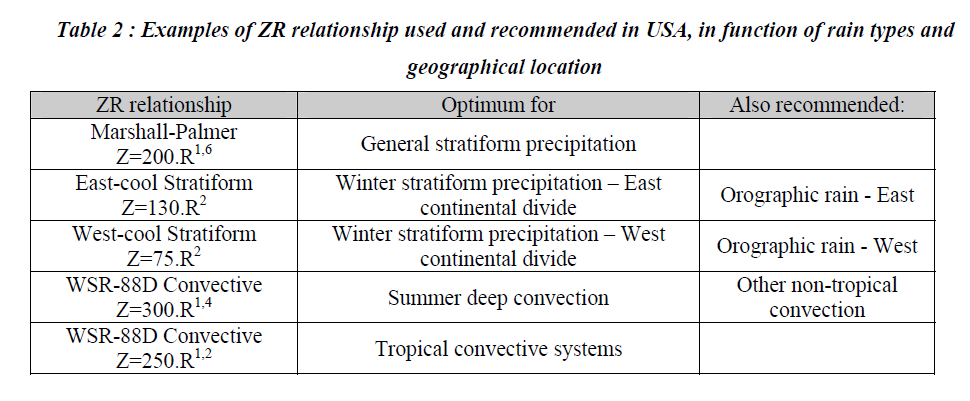 Table 2 : Examples of ZR relationship used and recommended in USA, in function of rain types and
geographical location
ZR relationship
Optimum for
Also recommended:
Marshall-Palmer
Z=200.R^1,6
General stratiform precipitation
East-cool Stratiform
Z=130.R^2
Winter stratiform precipitation – East
continental divide
Orographic rain - East
West-cool Stratiform
Z=75.R^2
Winter stratiform precipitation – West
continental divide
Orographic rain - West
WSR-88D Convective
Z=300.R^1,4
Summer deep convection
Other non-tropical
convection
WSR-88D Convective
Z=250.R^1,2
Tropical convective systems